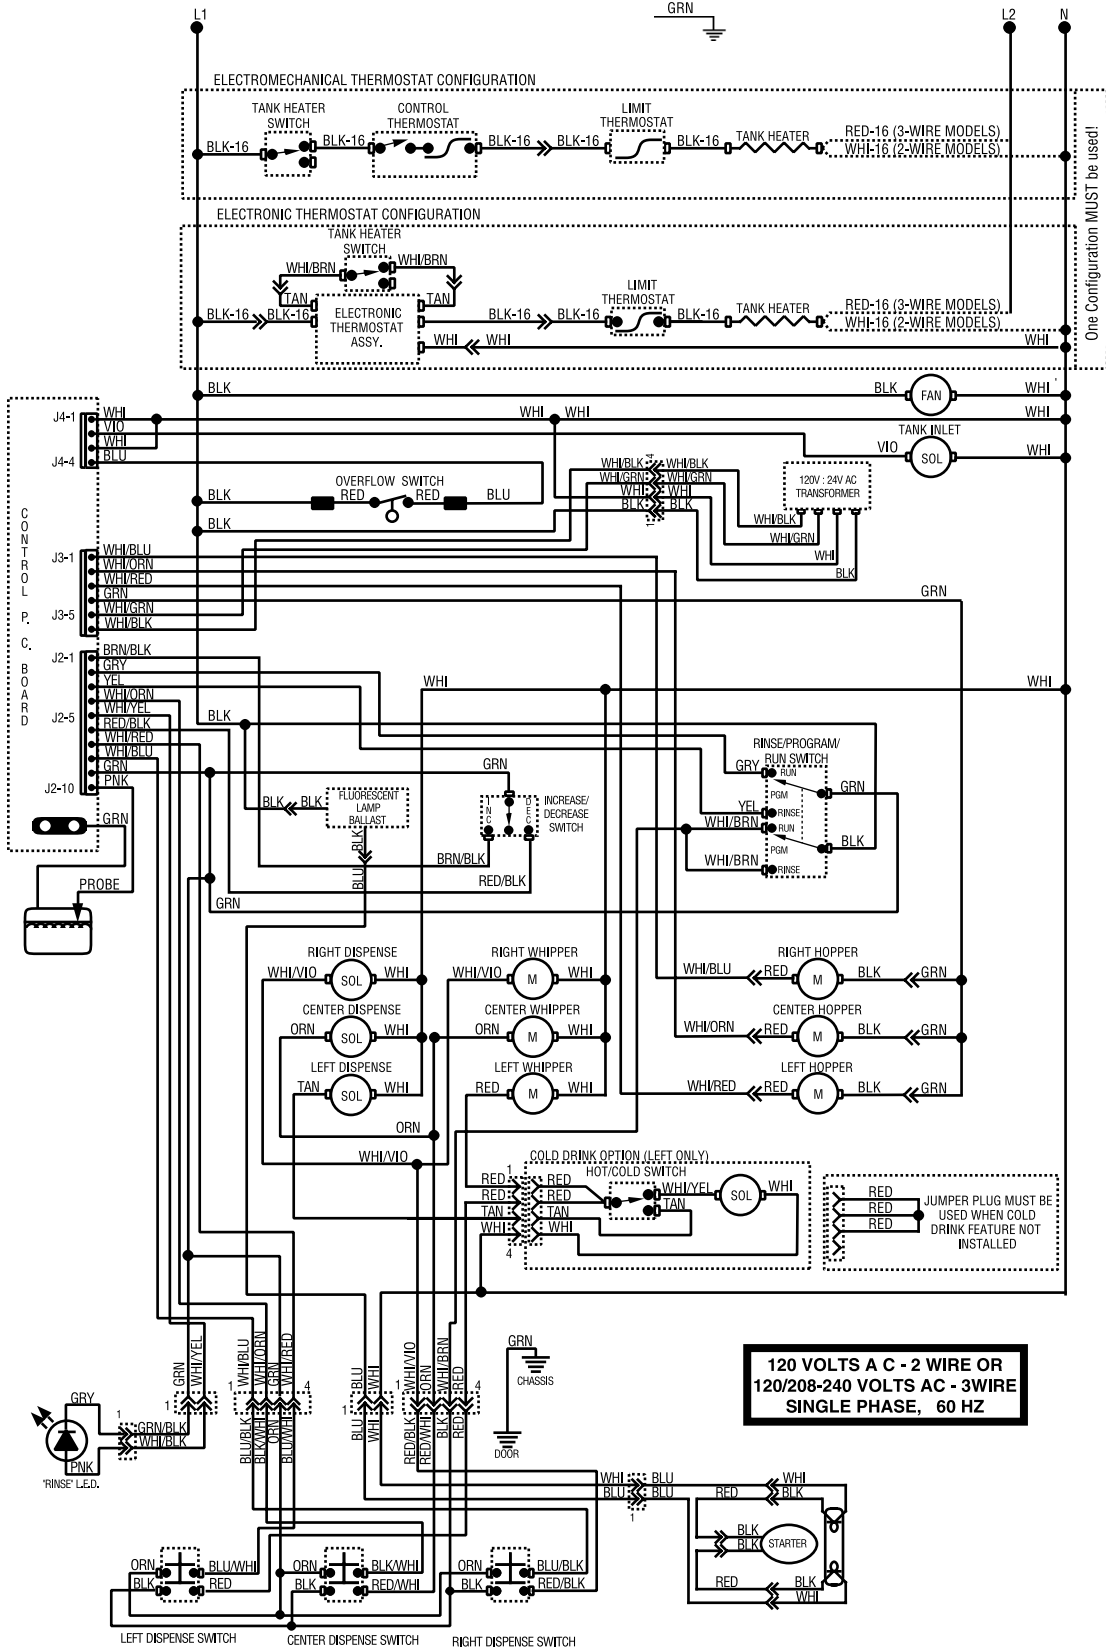 L1
GRN
L2
N
ELECTROMECHANICAL THERMOSTAT CONFIGURATION
TANK HEATER
SWITCH
CONTROL
THERMOSTAT
LIMIT
THERMOSTAT
BLK-16
BLK-16
BLK-16
BLK-16
BLK-16
TANK HEATER
RED-16 (3-WIRE MODELS)
WHI-16 (2-WIRE MODELS)
One Configuration MUST be used!
ELECTRONIC THERMOSTAT CONFIGURATION
TANK HEATER
SWITCH
WHI/BRN
WHI/BRN
TAN
TAN
LIMIT
THERMOSTAT
BLK-16
BLK-16
ELECTRONIC
THERMOSTAT
ASSY.
BLK-16
BLK-16
BLK-16
TANK HEATER
RED-16 (3-WIRE MODELS)
WHI-16 (2-WIRE MODELS)
WHI
WHI
WHI
BLK
BLK
FAN
WHI
J4-1
WHI
VIO
WHI
BLU
J4-4
WHI
WHI
WHI
TANK INLET
VIO
SOL
WHI
OVERFLOW SWITCH
BLK
RED
RED
BLU
BLK
4
WHI/BLK
WHI/GRN
WHI
BLK
WHI/BLK
WHI/GRN
WHI
BLK
1
120V : 24V AC
TRANSFORMER
WHI/BLK
WHI/GRN
WHI
BLK
CONTROL P. C. BOARD
J3-1
WHI/BLU
WHI/ORN
WHI/RED
GRN
WHI/GRN
WHI/BLK
J3-5
GRN
J2-1
BRN/BLK
GRY
YEL
WHI/ORN
WHI/YEL
J2-5
RED/BLK
WHI/RED
WHI/BLU
GRN
PNK
J2-10
GRN
PROBE
WHI
WHI
BLK
RINSE/PROGRAM/
RUN SWITCH
GRY
RUN
PGM
GRN
YEL
RINSE
WHI/BRN
RUN
PGM
BLK
WHI/BRN
RINSE
GRN
BLK
BLK
FLUORESCENT
LAMP
BALLAST
BLK
BLU
INC
DEC
INCREASE/
DECREASE
SWITCH
BRN/BLK
RED/BLK
GRN
RIGHT DISPENSE
WHI/VIO
SOL
WHI
CENTER DISPENSE
ORN
SOL
WHI
LEFT DISPENSE
TAN
SOL
WHI
RIGHT WHIPPER
WHI/VIO
M
WHI
CENTER WHIPPER
ORN
M
WHI
LEFT WHIPPER
RED
M
WHI
RIGHT HOPPER
WHI/BLU
RED
M
BLK
GRN
CENTER HOPPER
WHI/ORN
RED
M
BLK
GRN
LEFT HOPPER
WHI/RED
RED
M
BLK
GRN
ORN
WHI/VIO
COLD DRINK OPTION (LEFT ONLY)
HOT/COLD SWITCH
1
RED
RED
TAN
WHI
4
RED
RED
TAN
WHI
WHI/YEL
TAN
SOL
WHI
RED
RED
RED
JUMPER PLUG MUST BE
USED WHEN COLD
DRINK FEATURE NOT
INSTALLED
GRN
WHI/YEL
1
WHI/BLU
WHI/ORN
GRN
WHI/RED
1
4
BLU
WHI
1
WHI/VIO
ORN
WHI/BRN
RED
1
4
GRN
CHASSIS
DOOR
120 VOLTS A C - 2 WIRE OR
120/208-240 VOLTS AC - 3WIRE
SINGLE PHASE, 60 HZ
GRY
1
GRN/BLK
WHI/BLK
PNK
'RINSE' L.E.D.
BLU/BLK
BLK/WHI
ORN
BLU/WHI
BLU
WHI
RED/BLK
RED/WHI
BLK
RED
WHI
BLU
BLU
BLU
1
WHI
RED
BLK
BLK
BLK
STARTER
RED
BLK
WHI
ORN
BLU/WHI
BLK
RED
LEFT DISPENSE SWITCH
ORN
BLK/WHI
BLK
RED/WHI
CENTER DISPENSE SWITCH
ORN
BLU/BLK
BLK
RED/BLK
RIGHT DISPENSE SWITCH